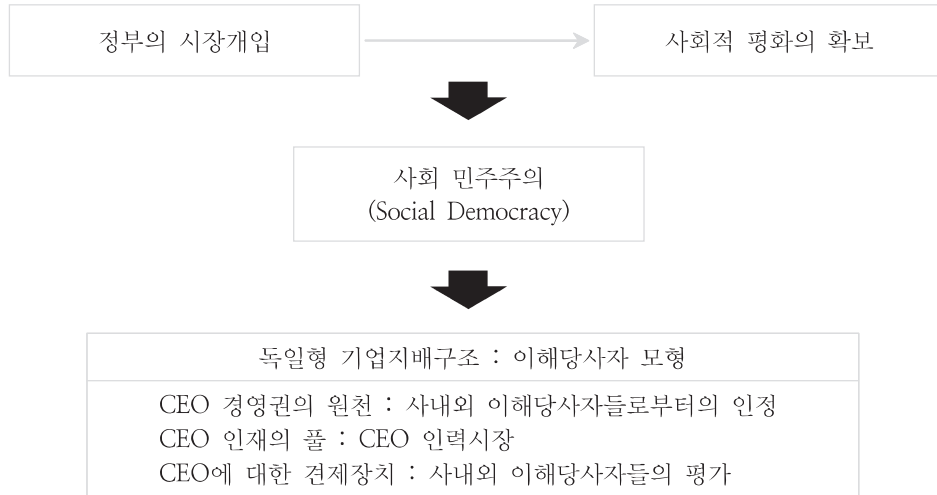 정부의 시장개입
사회적 평화의 확보
사회 민주주의
(Social Democracy)
독일형 기업지배구조 : 이해당사자 모형
CEO 경영권의 원천 : 사내외 이해당사자들로부터의 인정
CEO 인재의 풀 : CEO 인력시장
CEO에 대한 견제장치 : 사내외 이해당사자들의 평가